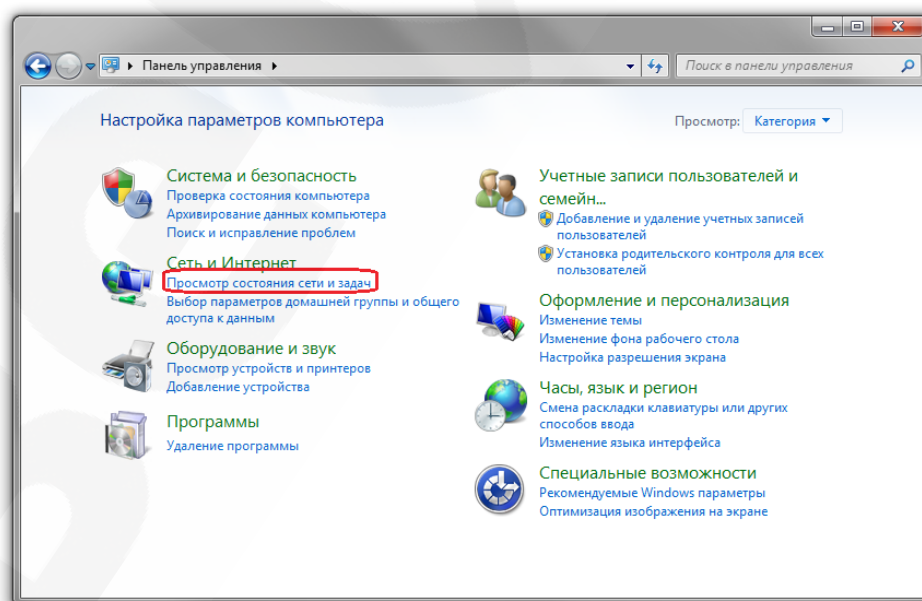 Панель управления
Поиск в панели управления
Настройка параметров компьютера
Просмотр: Категория
Система и безопасность
Проверка состояния компьютера
Архивирование данных компьютера
Поиск и исправление проблем
Сеть и Интернет
Просмотр состояния сети и задач
Выбор параметров домашней группы и общего
доступа к данным
Оборудование и звук
Просмотр устройств и принтеров
Добавление устройства
Программы
Удаление программы
Учетные записи пользователей и
семейн...
Добавление и удаление учетных записей
пользователей
Установка родительского контроля для всех
пользователей
Оформление и персонализация
Изменение темы
Изменение фона рабочего стола
Настройка разрешения экрана
Часы, язык и регион
Смена раскладки клавиатуры или других
способов ввода
Изменение языка интерфейса
Специальные возможности
Рекомендуемые Windows параметры
Оптимизация изображения на экране